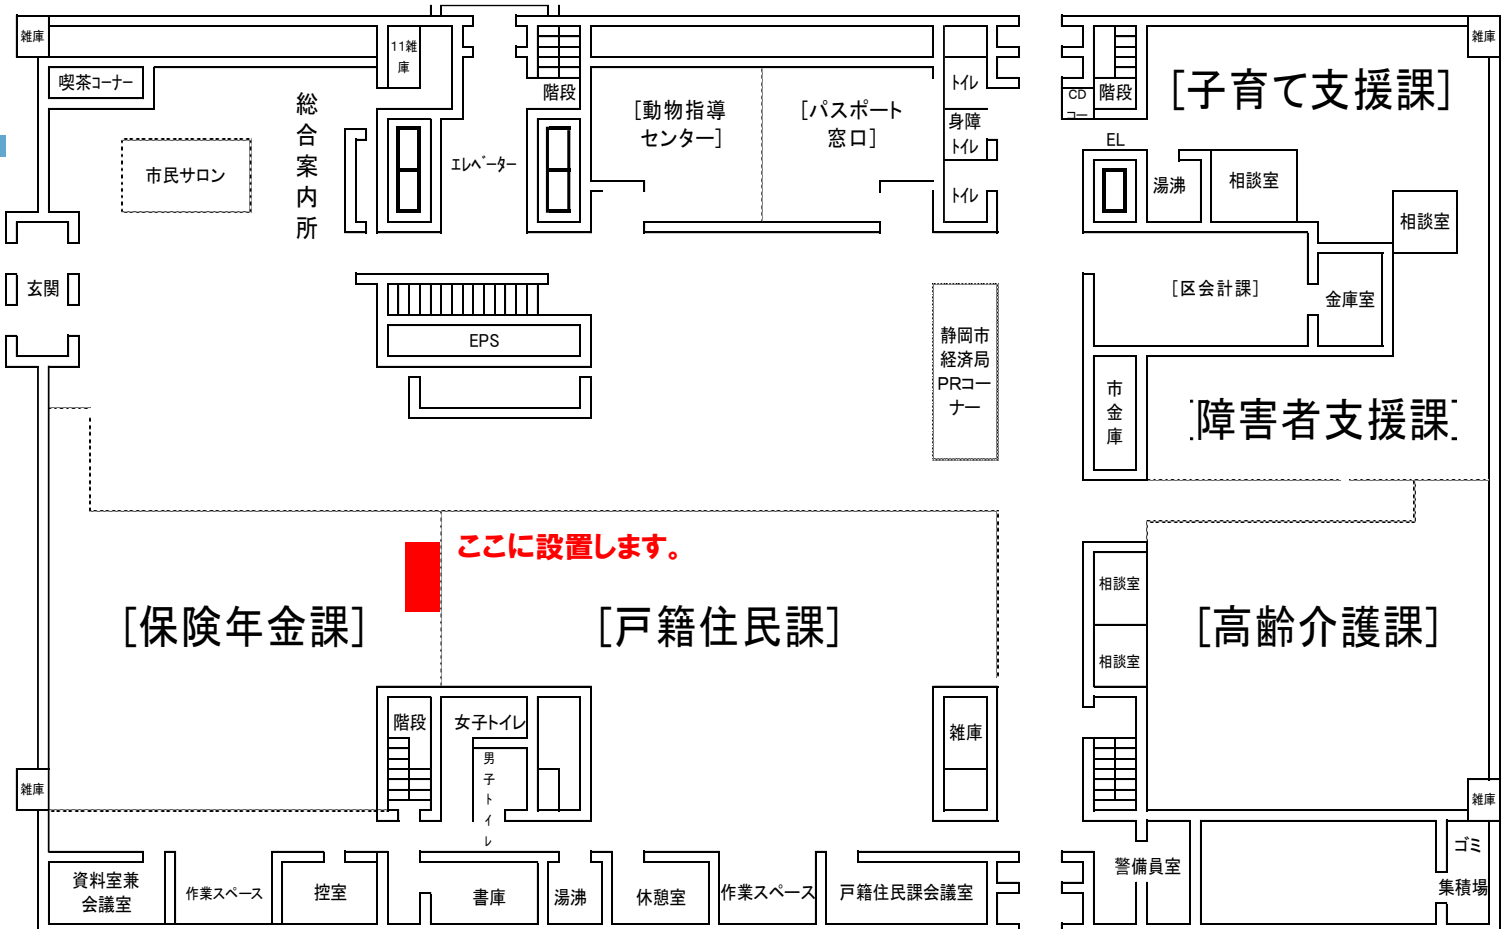 雑庫
11雑
庫
喫茶コーナー
総合案内所
市民サロン
エレベーター
階段
[動物指導
センター]
[パスポート
窓口]
トイレ
身障
トイレ
トイレ
CD
コー
階段
[子育て支援課]
雑庫
EL
湯沸
相談室
相談室
玄関
EPS
静岡市
経済局
PRコー
ナー
[区会計課]
金庫室
市金庫
[障害者支援課]
ここに設置します。
[保険年金課]
[戸籍住民課]
相談室
相談室
[高齢介護課]
階段
女子トイレ
男子トイレ
雑庫
雑庫
雑庫
資料室兼
会議室
作業スペース
控室
書庫
湯沸
休憩室
作業スペース
戸籍住民課会議室
警備員室
ゴミ
集積場